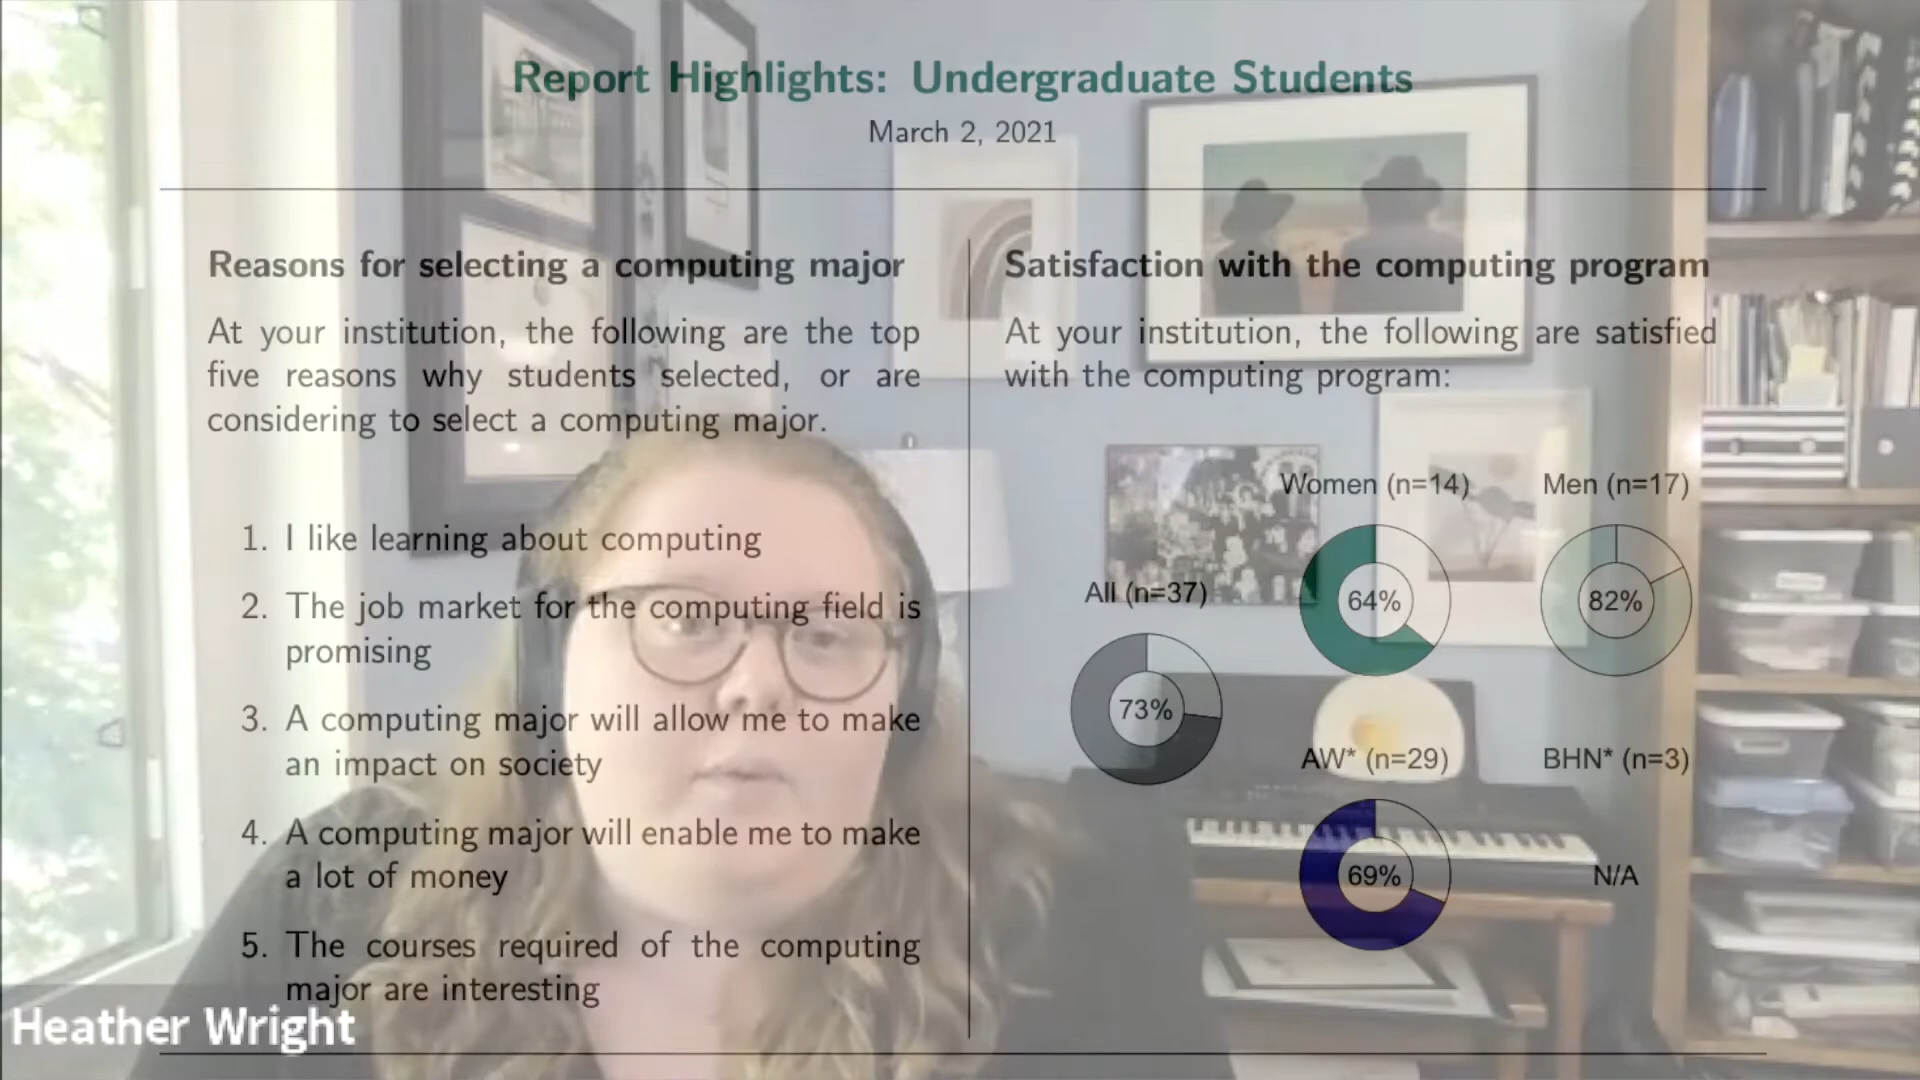 Report Highlights: Undergraduate Students
March 2, 2021
Reasons for selecting a computing major
At your institution, the following are the top
five reasons why students selected, or are
considering to select a computing major.
1. I like learning about computing
2. The job market for the computing field is
promising
3. A computing major will allow me to make
an impact on society
4. A computing major will enable me to make
a lot of money
5. The courses required of the computing
major are interesting
Satisfaction with the computing program
At your institution, the following are satisfied
with the computing program:
Women (n=14)
Men (n=17)
64%
82%
All (n=37)
73%
AW* (n=29)
BHN* (n=3)
69%
N/A
Heather Wright